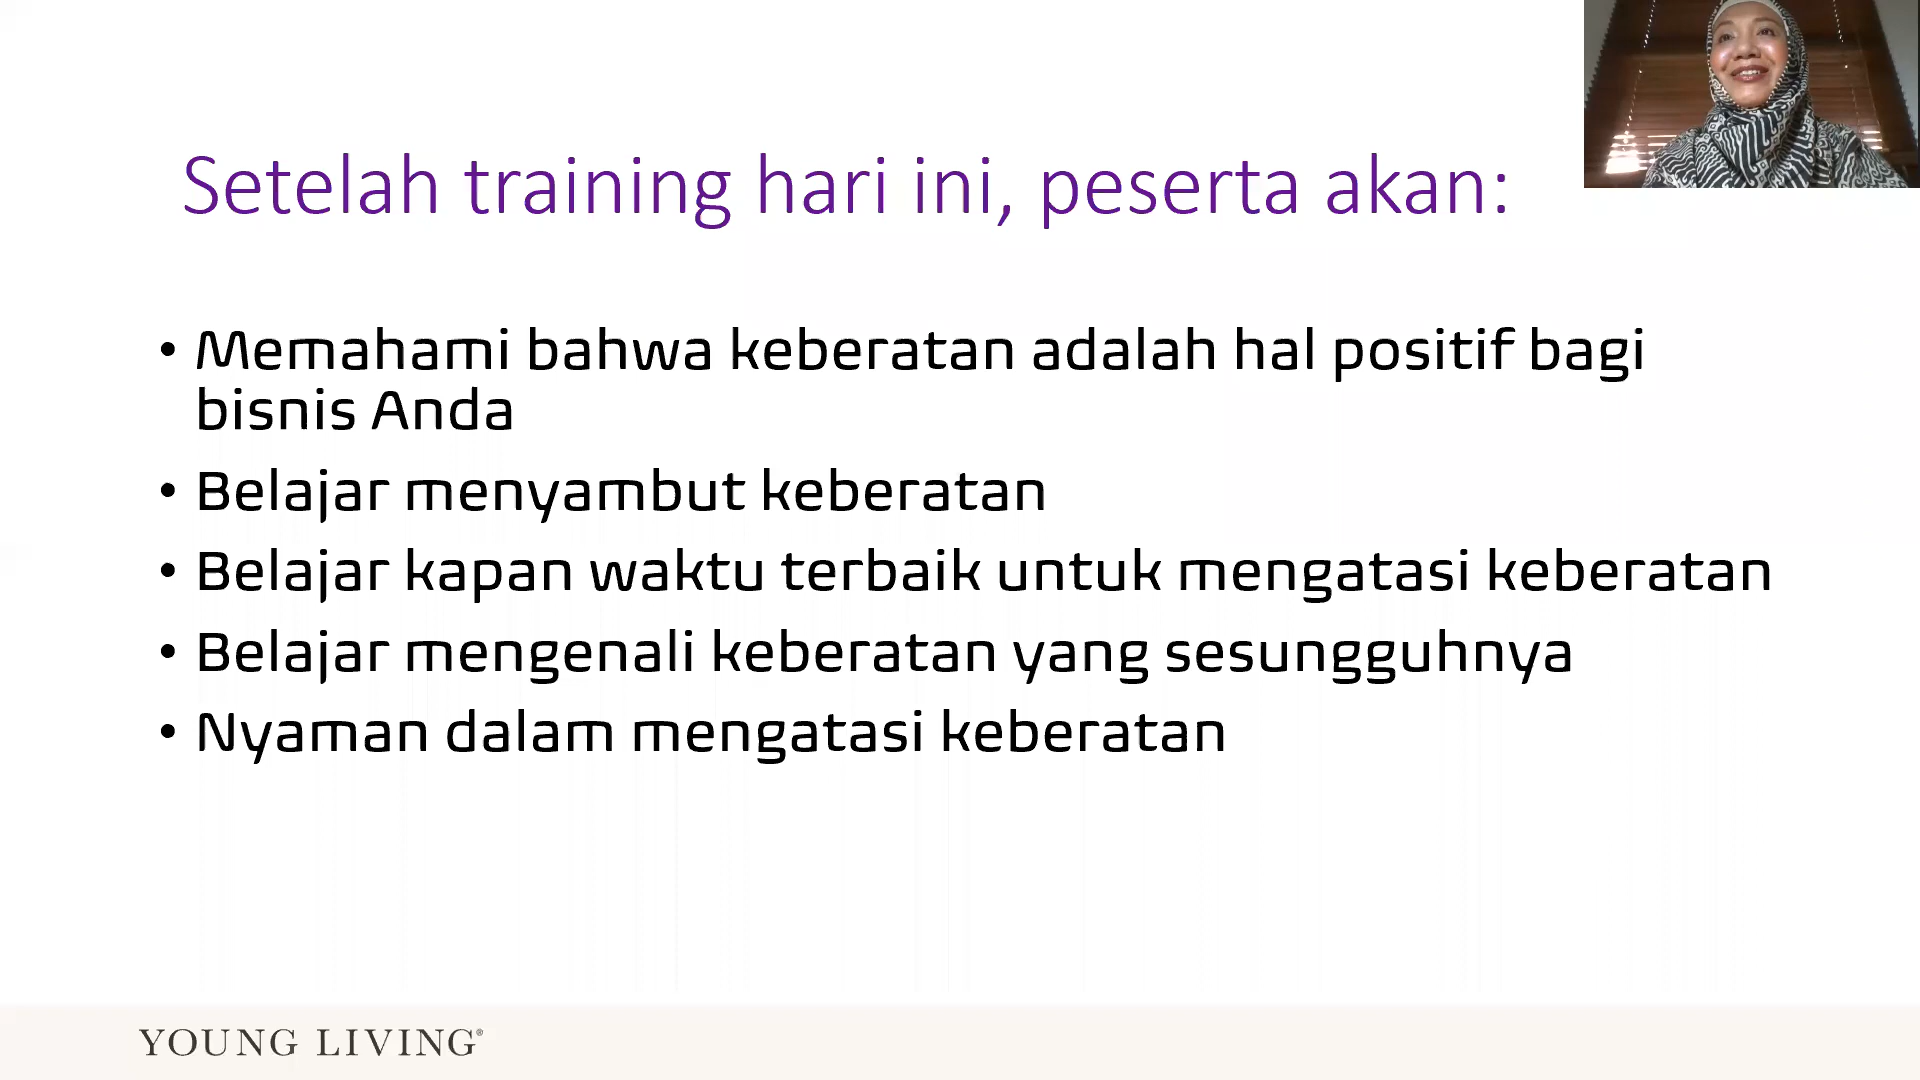 Setelah training hari ini, peserta akan:
• Memahami bahwa keberatan adalah hal positif bagi
bisnis Anda
• Belajar menyambut keberatan
• Belajar kapan waktu terbaik untuk mengatasi keberatan
• Belajar mengenali keberatan yang sesungguhnya
• Nyaman dalam mengatasi keberatan
YOUNG LIVING®